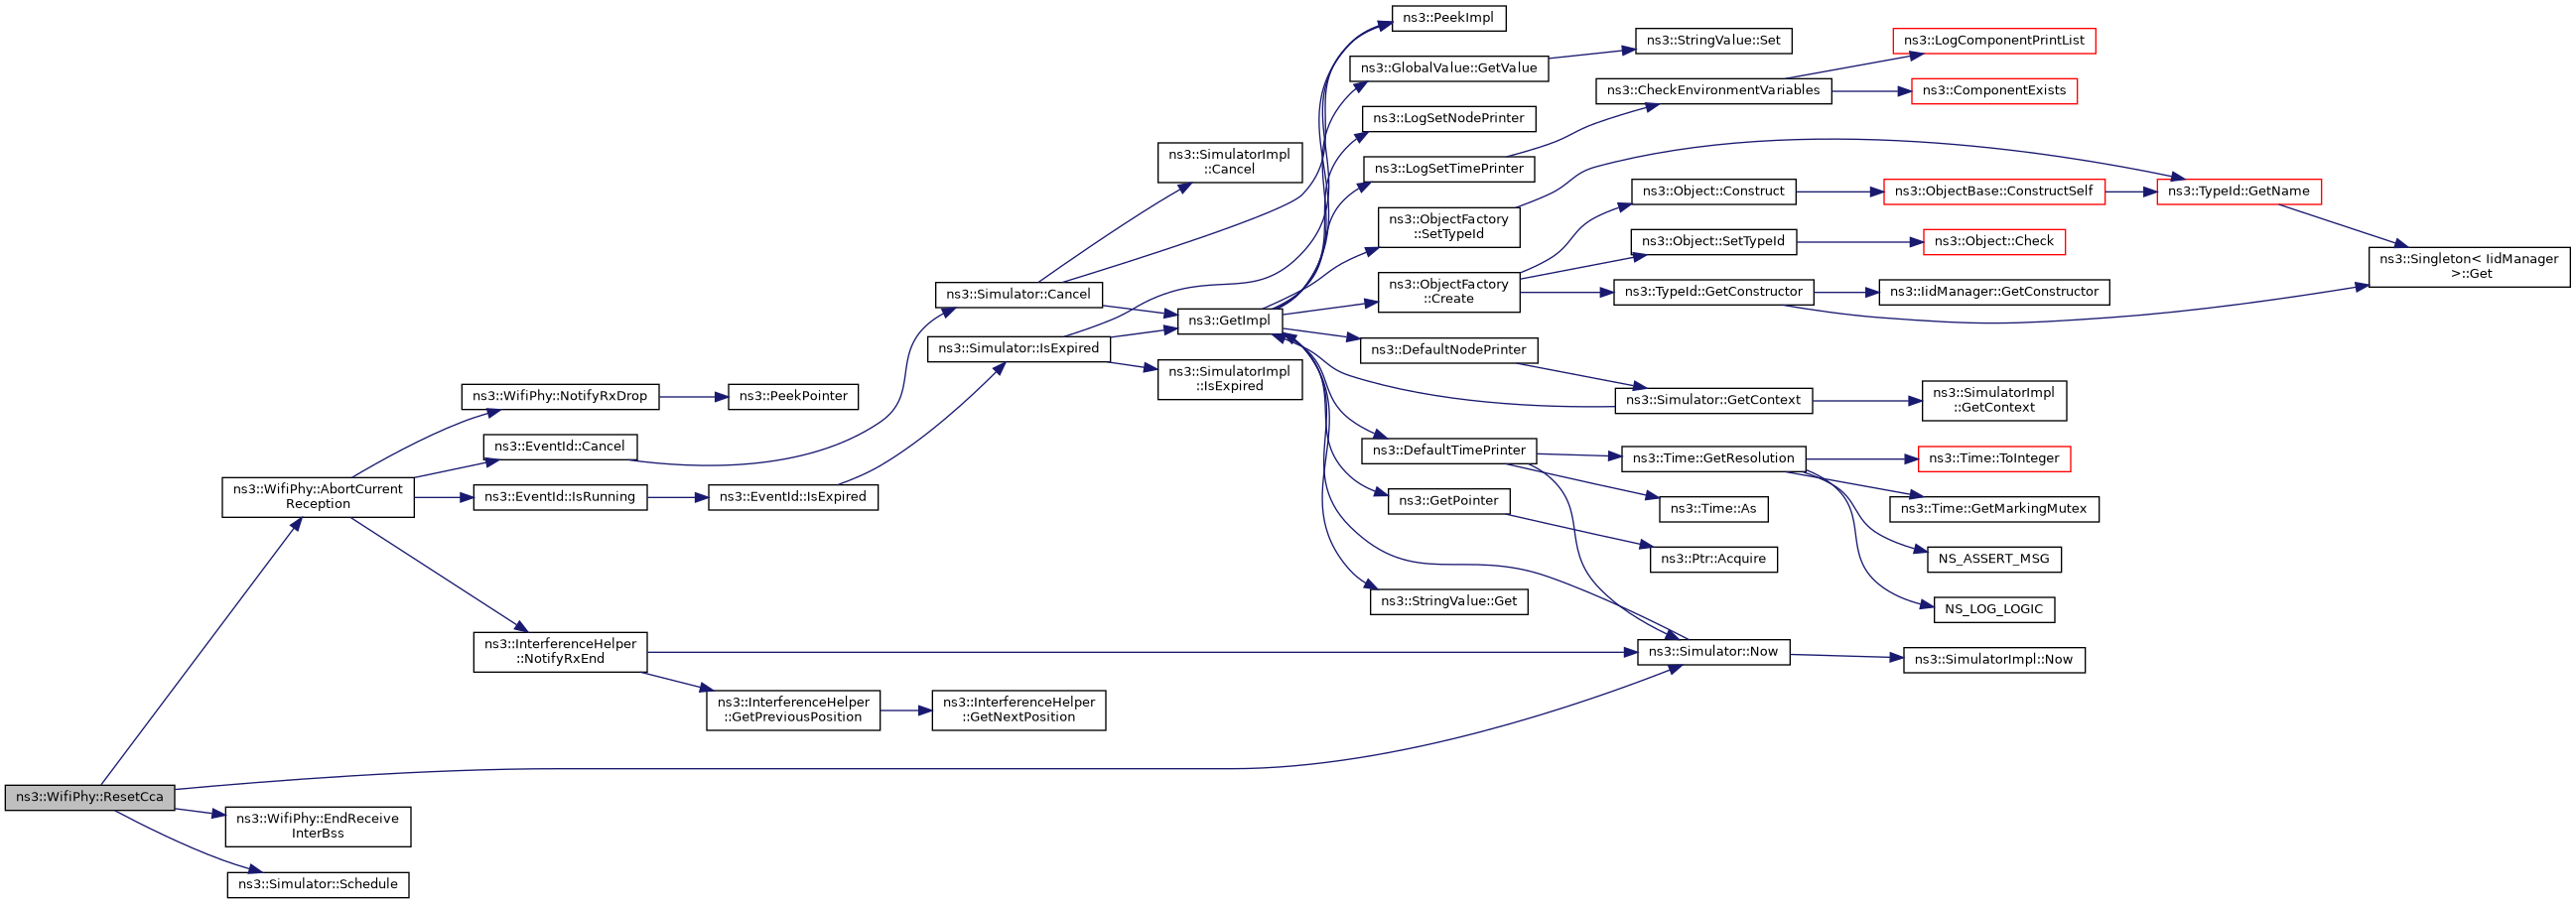 ns3::WifiPhy::ResetCca
ns3::WifiPhy::AbortCurrent
Reception
ns3::WifiPhy::EndReceive
InterBss
ns3::Simulator::Schedule
ns3::WifiPhy::NotifyRxDrop
ns3::EventId::Cancel
ns3::EventId::IsRunning
ns3::InterferenceHelper
::NotifyRxEnd
ns3::PeekPointer
ns3::EventId::IsExpired
ns3::InterferenceHelper
::GetPreviousPosition
ns3::InterferenceHelper
::GetNextPosition
ns3::Simulator::Cancel
ns3::Simulator::IsExpired
ns3::SimulatorImpl
::Cancel
ns3::GetImpl
ns3::SimulatorImpl
::IsExpired
ns3::PeekImpl
ns3::GlobalValue::GetValue
ns3::LogSetNodePrinter
ns3::LogSetTimePrinter
ns3::ObjectFactory
::SetTypeId
ns3::ObjectFactory
::Create
ns3::DefaultNodePrinter
ns3::DefaultTimePrinter
ns3::GetPointer
ns3::StringValue::Get
ns3::StringValue::Set
ns3::CheckEnvironmentVariables
ns3::Object::Construct
ns3::Object::SetTypeId
ns3::TypeId::GetConstructor
ns3::Simulator::GetContext
ns3::Time::GetResolution
ns3::Time::As
ns3::Ptr::Acquire
ns3::Simulator::Now
ns3::LogComponentPrintList
ns3::ComponentExists
ns3::ObjectBase::ConstructSelf
ns3::Object::Check
ns3::IidManager::GetConstructor
ns3::SimulatorImpl
::GetContext
ns3::Time::ToInteger
ns3::Time::GetMarkingMutex
NS_ASSERT_MSG
NS_LOG_LOGIC
ns3::SimulatorImpl::Now
ns3::TypeId::GetName
ns3::Singleton< IidManager
>::Get